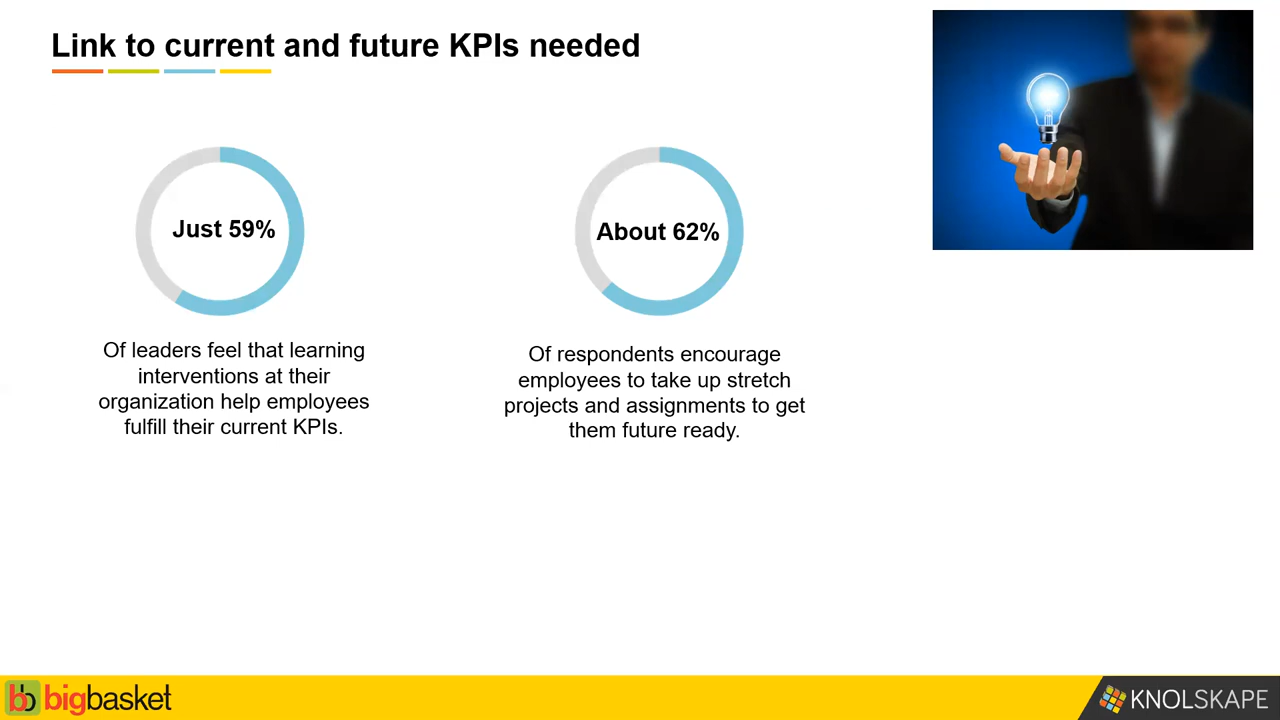 Link to current and future KPIs needed
Just 59%
Of leaders feel that learning
interventions at their
organization help employees
fulfill their current KPIs.
About 62%
Of respondents encourage
employees to take up stretch
projects and assignments to get
them future ready.
bb bigbasket
KNOLSKAPE